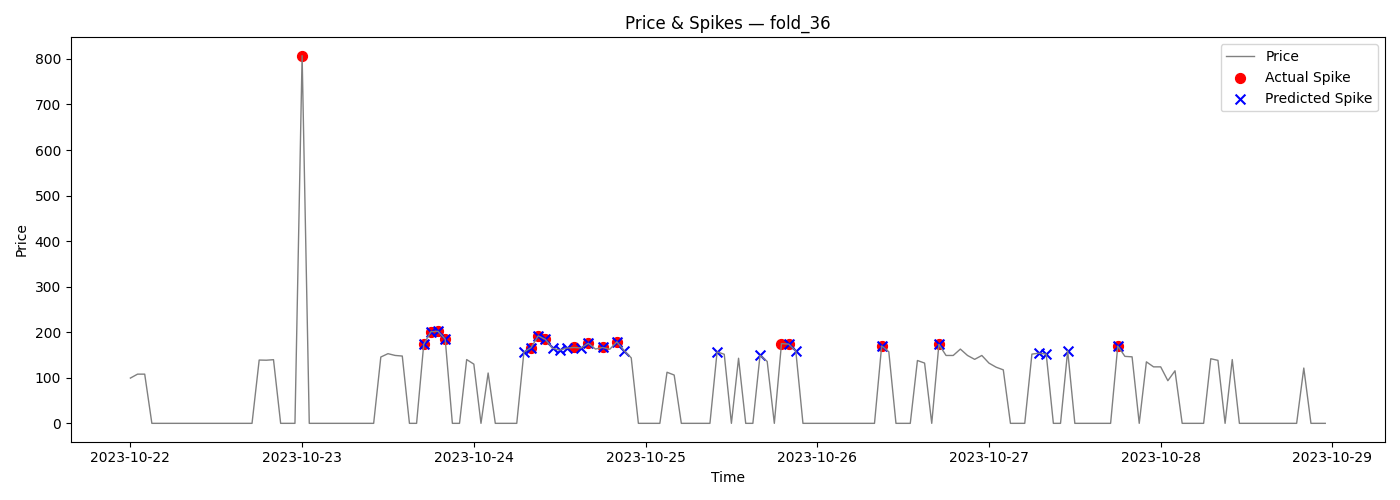 Price & Spikes — fold_36
Price
Actual Spike
Predicted Spike
800
700
600
500
400
300
200
100
0
Price
2023-10-22
2023-10-23
2023-10-24
2023-10-25
2023-10-26
2023-10-27
2023-10-28
2023-10-29
Time